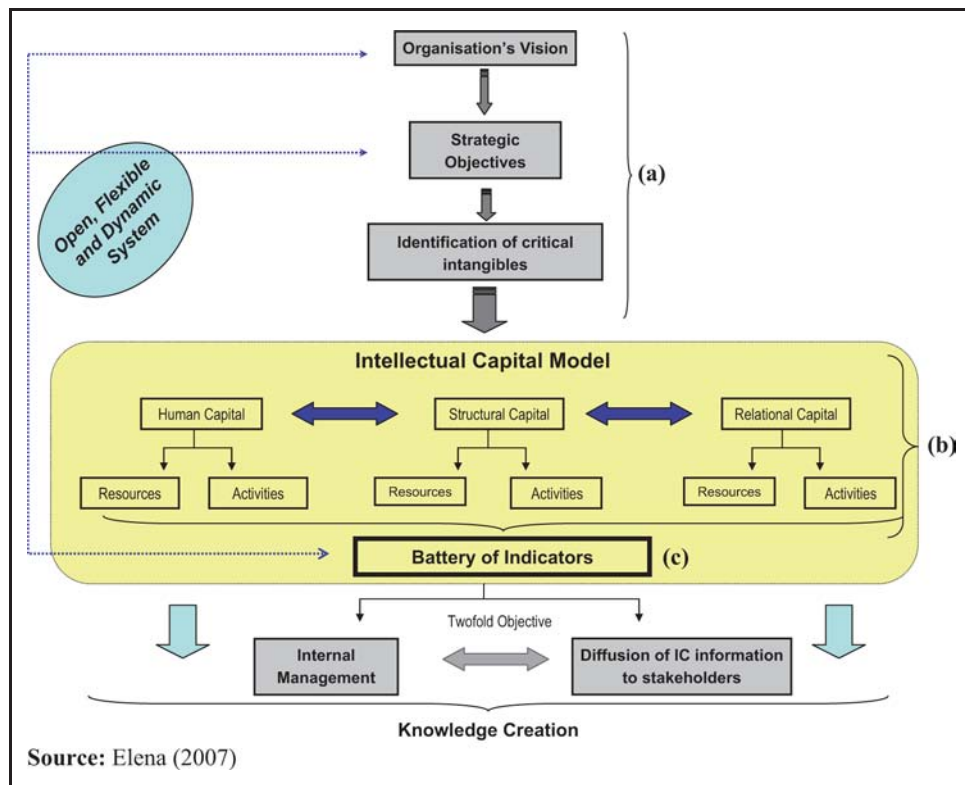 Organisation's Vision
Strategic
Objectives
(a)
Open, Flexible
and Dynamic
System
Identification of critical
intangibles
Intellectual Capital Model
Human Capital
Structural Capital
Relational Capital
(b)
Resources
Activities
Resources
Activities
Resources
Activities
Battery of Indicators
(c)
Twofold Objective
Internal
Management
Diffusion of IC information
to stakeholders
Knowledge Creation
Source: Elena (2007)